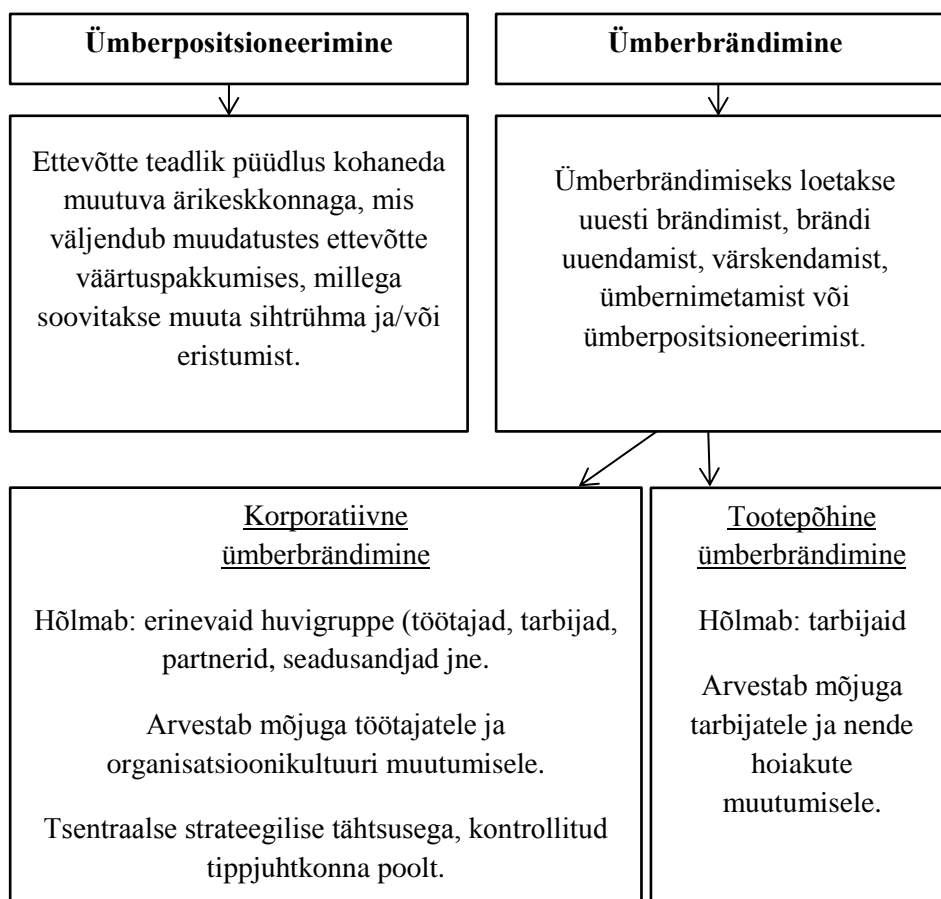 Ümberpositsioneerimine
Ettevõtte teadlik püüdlus kohaneda
muutuva ärikeskkonnaga, mis
väljendub muudatustes ettevõtte
väärtuspakkumises, millega
soovitakse muuta sihtrühma ja/või
eristumist.
Ümberbrändimine
Ümberbrändimiseks loetakse
uuesti brändimist, brändi
uuendamist, värskendamist,
ümbernimetamist või
ümberpositsioneerimist.
Korporatiivne
ümberbrändimine
Hõlmab: erinevaid huvigruppe (töötajad, tarbijad,
partnerid, seadusandjad jne.
Arvestab mõjuga töötajatele ja
organisatsioonikultuuri muutumisele.
Tsentraalse strateegilise tähtsusega, kontrollitud
tippjuhtkonna poolt.
Tootepõhine
ümberbrändimine
Hõlmab: tarbijaid
Arvestab mõjuga
tarbijatele ja nende
hoiakute
muutumisele.